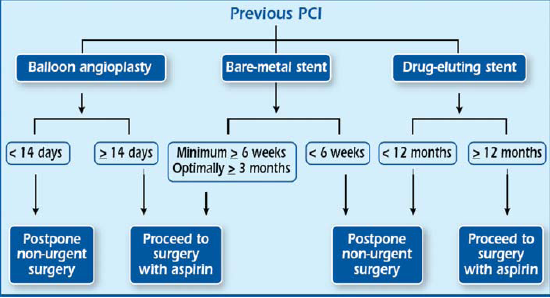 Previous PCI
Balloon angioplasty
Bare-metal stent
Drug-eluting stent
< 14 days
≥ 14 days
Minimum ≥ 6 weeks
Optimally ≥ 3 months
< 6 weeks
< 12 months
≥ 12 months
Postpone
non-urgent
surgery
Proceed to
surgery
with aspirin
Postpone
non-urgent
surgery
Proceed to
surgery
with aspirin